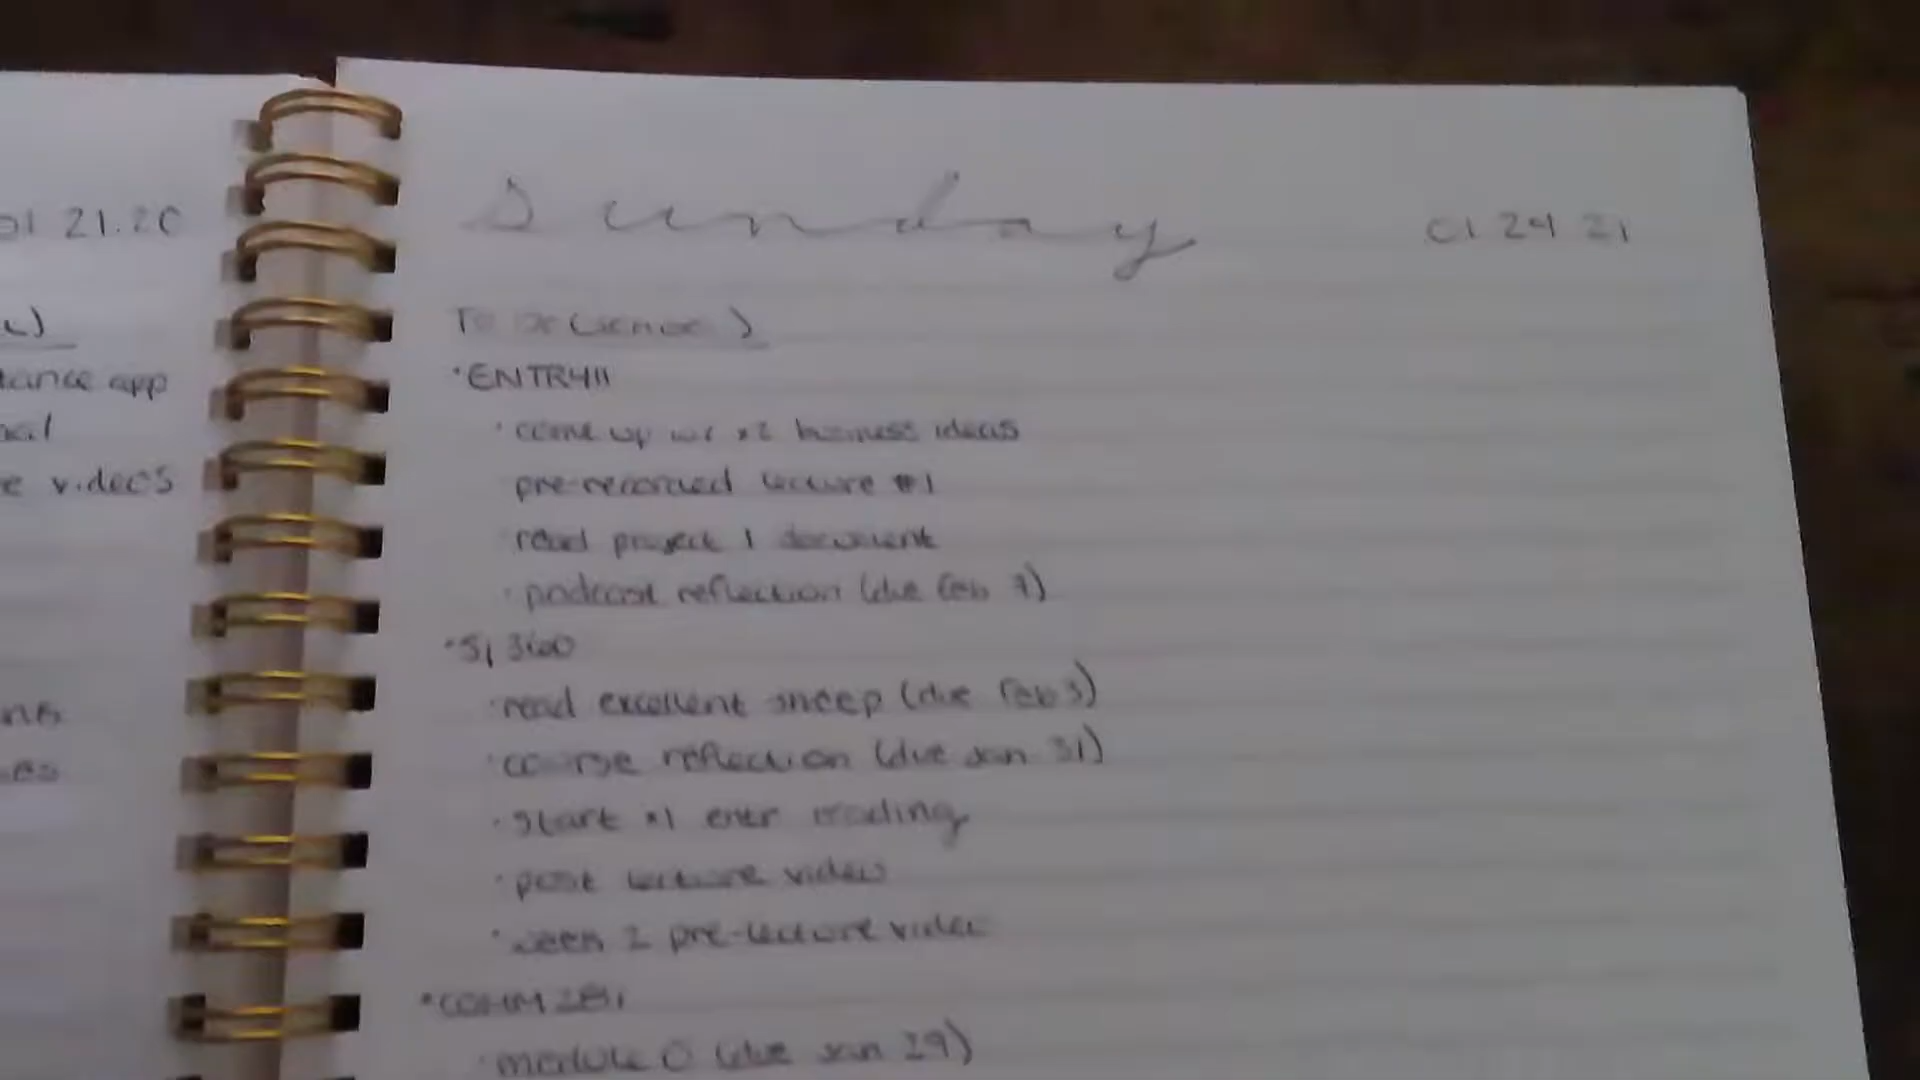 01 21.20
app
e videos
Sunday
01 24 21
TO DO (school)
• ENTR411
• come up w/ x2 business ideas
pre-recorded lecture #1
read project 1 document
• podcast reflection (due feb 7)
• SI 360
• read excellent sheep (due feb 3)
• course reflection (due Jan 31)
• start #1 entr reading
• post lecture video
• week 2 pre-lecture video
• COMM 281
• module 0 (due Jan 29)